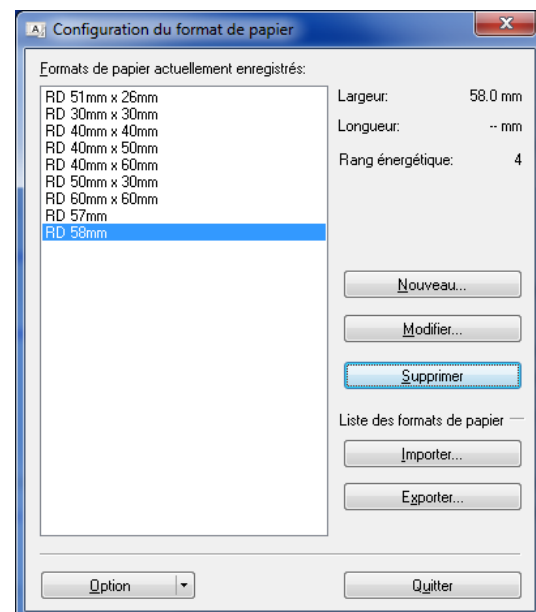 Configuration du format de papier
Formats de papier actuellement enregistrés:
RD 51mm x 26mm
RD 30mm x 30mm
RD 40mm x 40mm
RD 40mm x 50mm
RD 40mm x 60mm
RD 50mm x 30mm
RD 60mm x 60mm
RD 57mm
RD 58mm
Largeur: 58.0 mm
Longueur: -- mm
Rang énergétique: 4
Nouveau...
Modifier...
Supprimer
Liste des formats de papier
Importer...
Exporter...
Option
Quitter